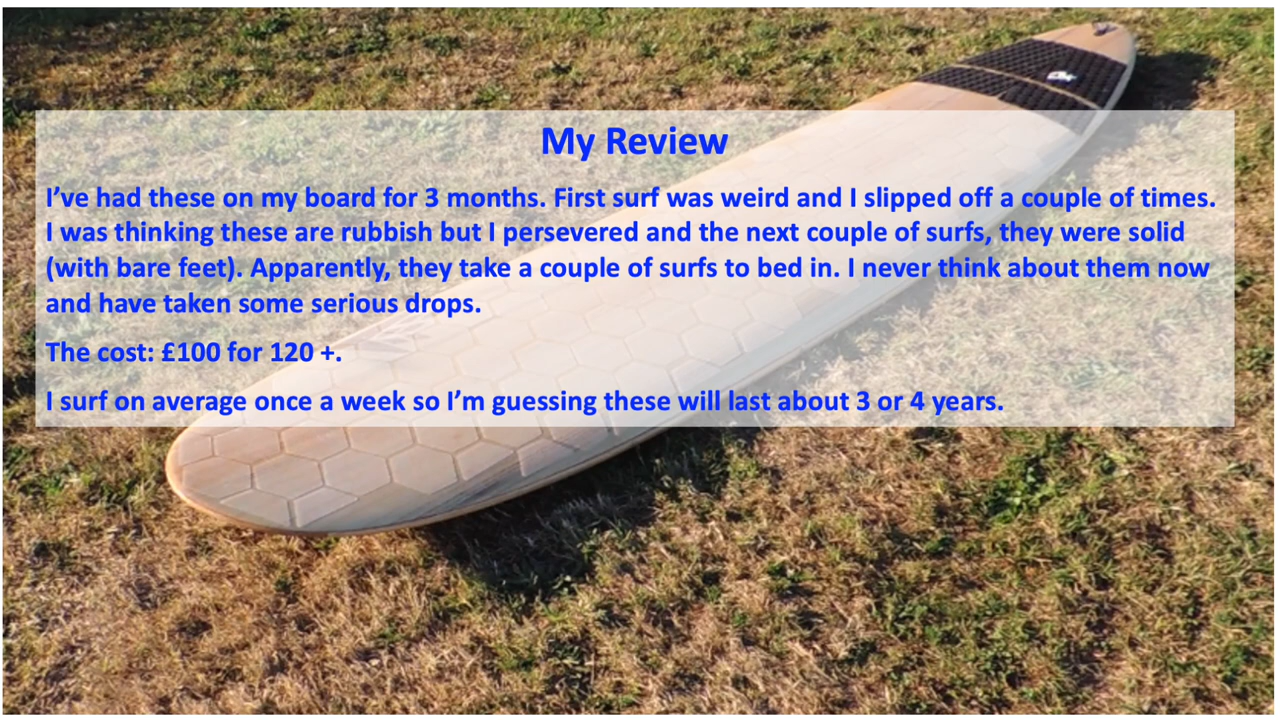 My Review
I’ve had these on my board for 3 months. First surf was weird and I slipped off a couple of times.
I was thinking these are rubbish but I persevered and the next couple of surfs, they were solid
(with bare feet). Apparently, they take a couple of surfs to bed in. I never think about them now
and have taken some serious drops.
The cost: £100 for 120 +.
I surf on average once a week so I’m guessing these will last about 3 or 4 years.